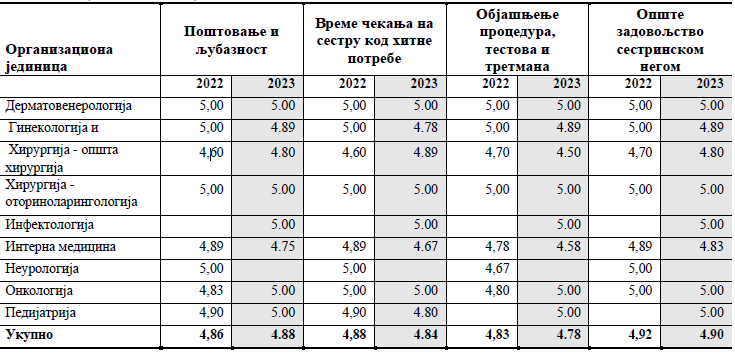 Организациона јединица | Поштовање и љубазност | Време чекања на сестру код хитне потребе | Објашњење процедура, тестова и третмана | Опште задовољство сестринском негом
2022 2023 2022 2023 2022 2023 2022 2023
Дерматовенерологија 5,00 5.00 5,00 5.00 5,00 5.00 5,00 5.00
Гинекологија и 5,00 4.89 5,00 4.78 5,00 4.89 5,00 4.89
Хирургија - општа хирургија 4,60 4.80 4,60 4.89 4,70 4.50 4,70 4.80
Хирургија - оториноларингологија 5,00 5.00 5,00 5.00 5,00 5.00 5,00 5.00
Инфектологија 5.00 5.00 5.00 5.00
Интерна медицина 4,89 4.75 4,89 4.67 4,78 4.58 4,89 4.83
Неурологија 5,00 5,00 4,67 5,00
Онкологија 4,83 5.00 5,00 5.00 4,80 5.00 5,00 5.00
Педијатрија 4,90 5.00 4,90 4.80 5.00 5.00
Укупно 4,86 4.88 4,88 4.84 4,83 4.78 4,92 4.90